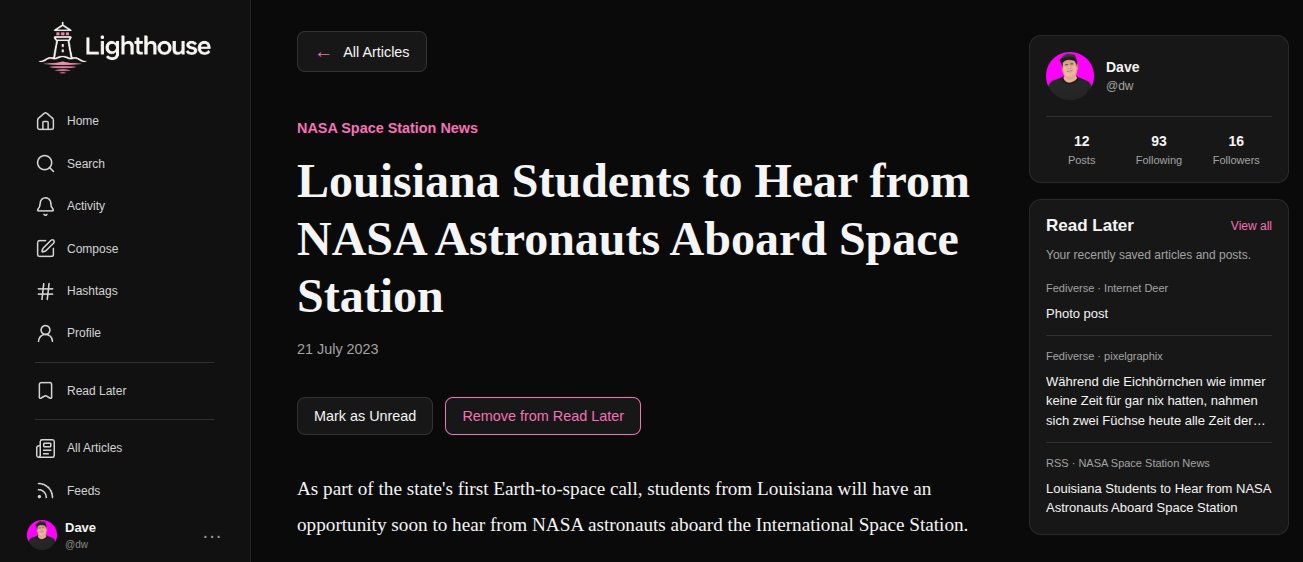 Lighthouse
Home
Search
Activity
Compose
Hashtags
Profile
Read Later
All Articles
Feeds
Dave
@dw
...
← All Articles
NASA Space Station News
Louisiana Students to Hear from
NASA Astronauts Aboard Space
Station
21 July 2023
Mark as Unread
Remove from Read Later
As part of the state's first Earth-to-space call, students from Louisiana will have an
opportunity soon to hear from NASA astronauts aboard the International Space Station.
Dave
@dw
12 93 16
Posts Following Followers
Read Later View all
Your recently saved articles and posts.
Fediverse · Internet Deer
Photo post
Fediverse · pixelgraphix
Während die Eichhörnchen wie immer
keine Zeit für gar nix hatten, nahmen
sich zwei Füchse heute alle Zeit der…
RSS · NASA Space Station News
Louisiana Students to Hear from NASA
Astronauts Aboard Space Station